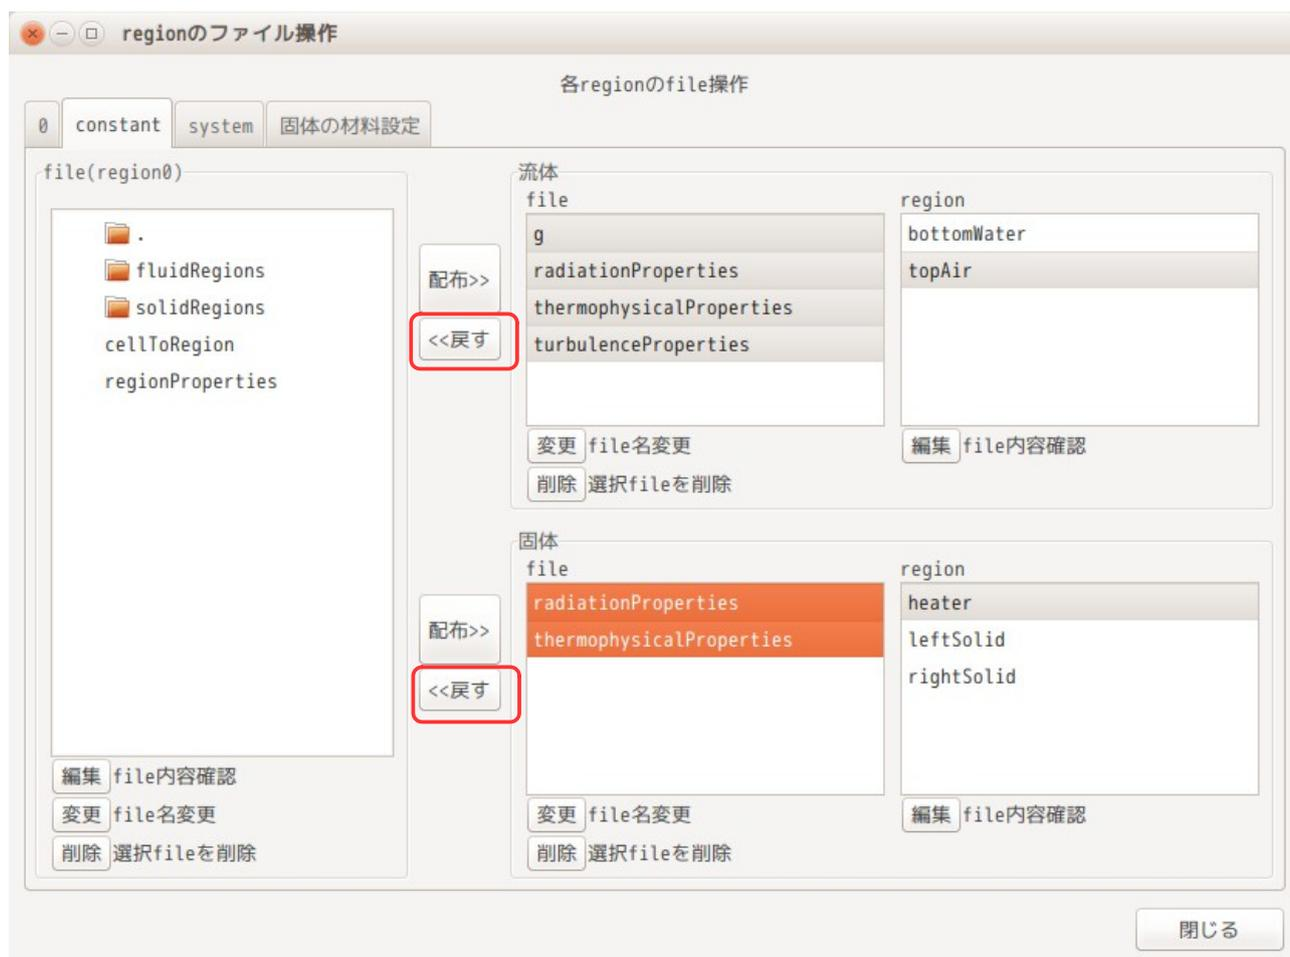 regionのファイル操作
各regionのfile操作
0 constant system 固体の材料設定
file(region0)
.
fluidRegions
solidRegions
cellToRegion
regionProperties
編集 file内容確認
変更 file名変更
削除 選択fileを削除
配布>>
<<戻す
流体
file
g
radiationProperties
thermophysicalProperties
turbulenceProperties
変更 file名変更
削除 選択fileを削除
region
bottomWater
topAir
編集 file内容確認
配布>>
<<戻す
固体
file
radiationProperties
thermophysicalProperties
変更 file名変更
削除 選択fileを削除
region
heater
leftSolid
rightSolid
編集 file内容確認
閉じる